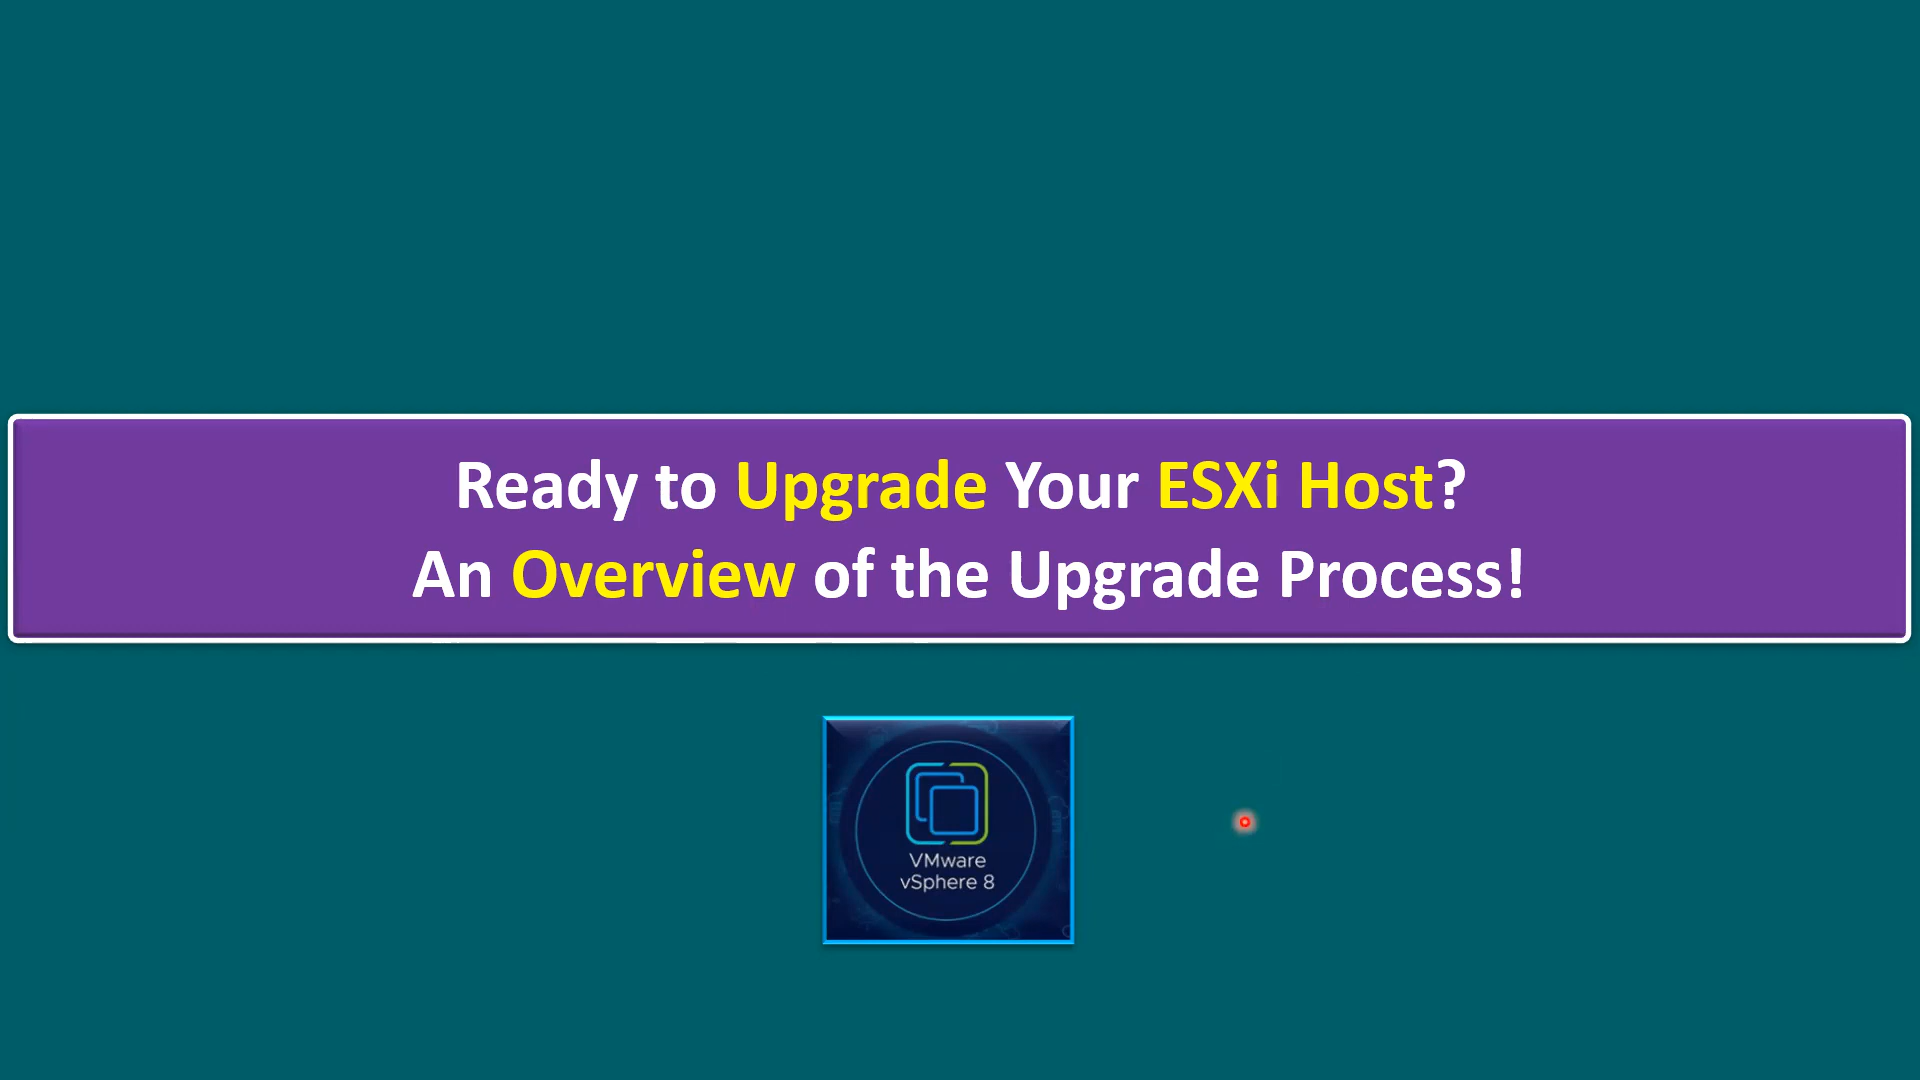 Ready to Upgrade Your ESXi Host?
An Overview of the Upgrade Process!
VMware
vSphere 8